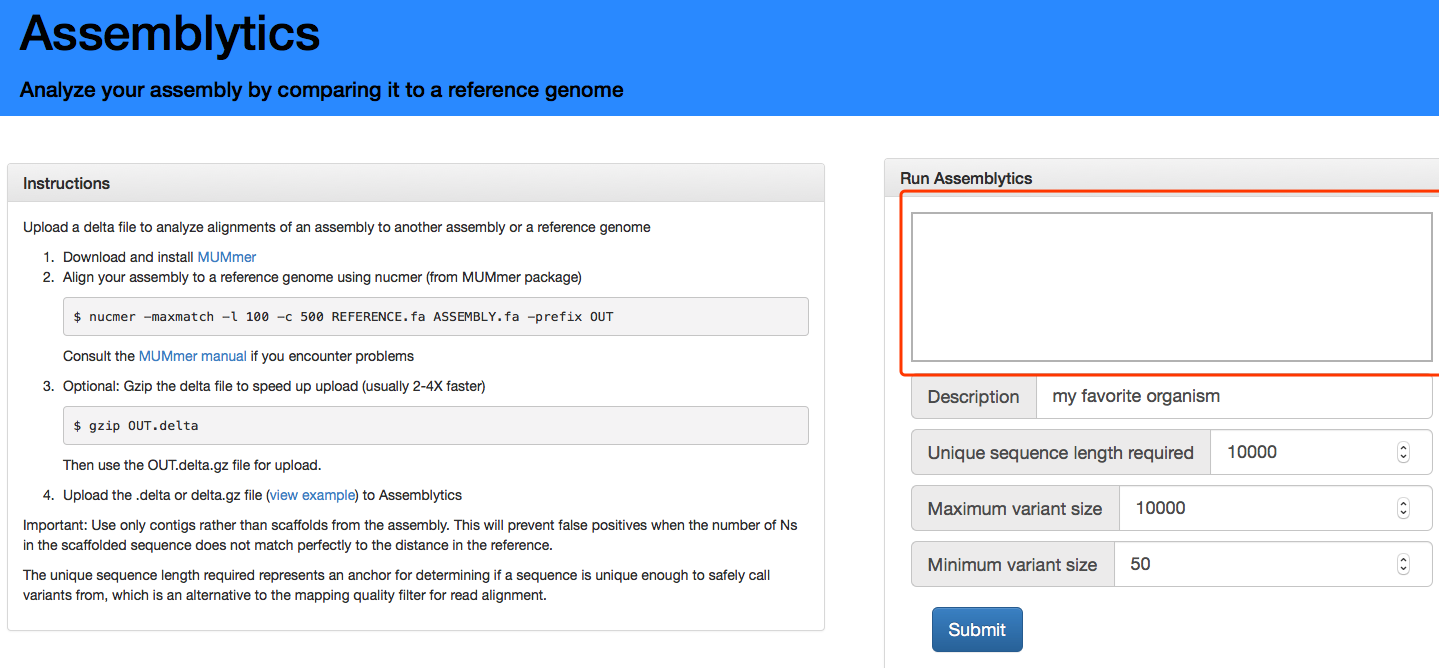 Assemblytics
Analyze your assembly by comparing it to a reference genome
Instructions
Upload a delta file to analyze alignments of an assembly to another assembly or a reference genome
1. Download and install MUMmer
2. Align your assembly to a reference genome using nucmer (from MUMmer package)
$ nucmer −maxmatch −l 100 −c 500 REFERENCE.fa ASSEMBLY.fa −prefix OUT
Consult the MUMmer manual if you encounter problems
3. Optional: Gzip the delta file to speed up upload (usually 2-4X faster)
$ gzip OUT.delta
Then use the OUT.delta.gz file for upload.
4. Upload the .delta or delta.gz file (view example) to Assemblytics
Important: Use only contigs rather than scaffolds from the assembly. This will prevent false positives when the number of Ns
in the scaffolded sequence does not match perfectly to the distance in the reference.
The unique sequence length required represents an anchor for determining if a sequence is unique enough to safely call
variants from, which is an alternative to the mapping quality filter for read alignment.
Run Assemblytics
Description my favorite organism
Unique sequence length required 10000
Maximum variant size 10000
Minimum variant size 50
Submit